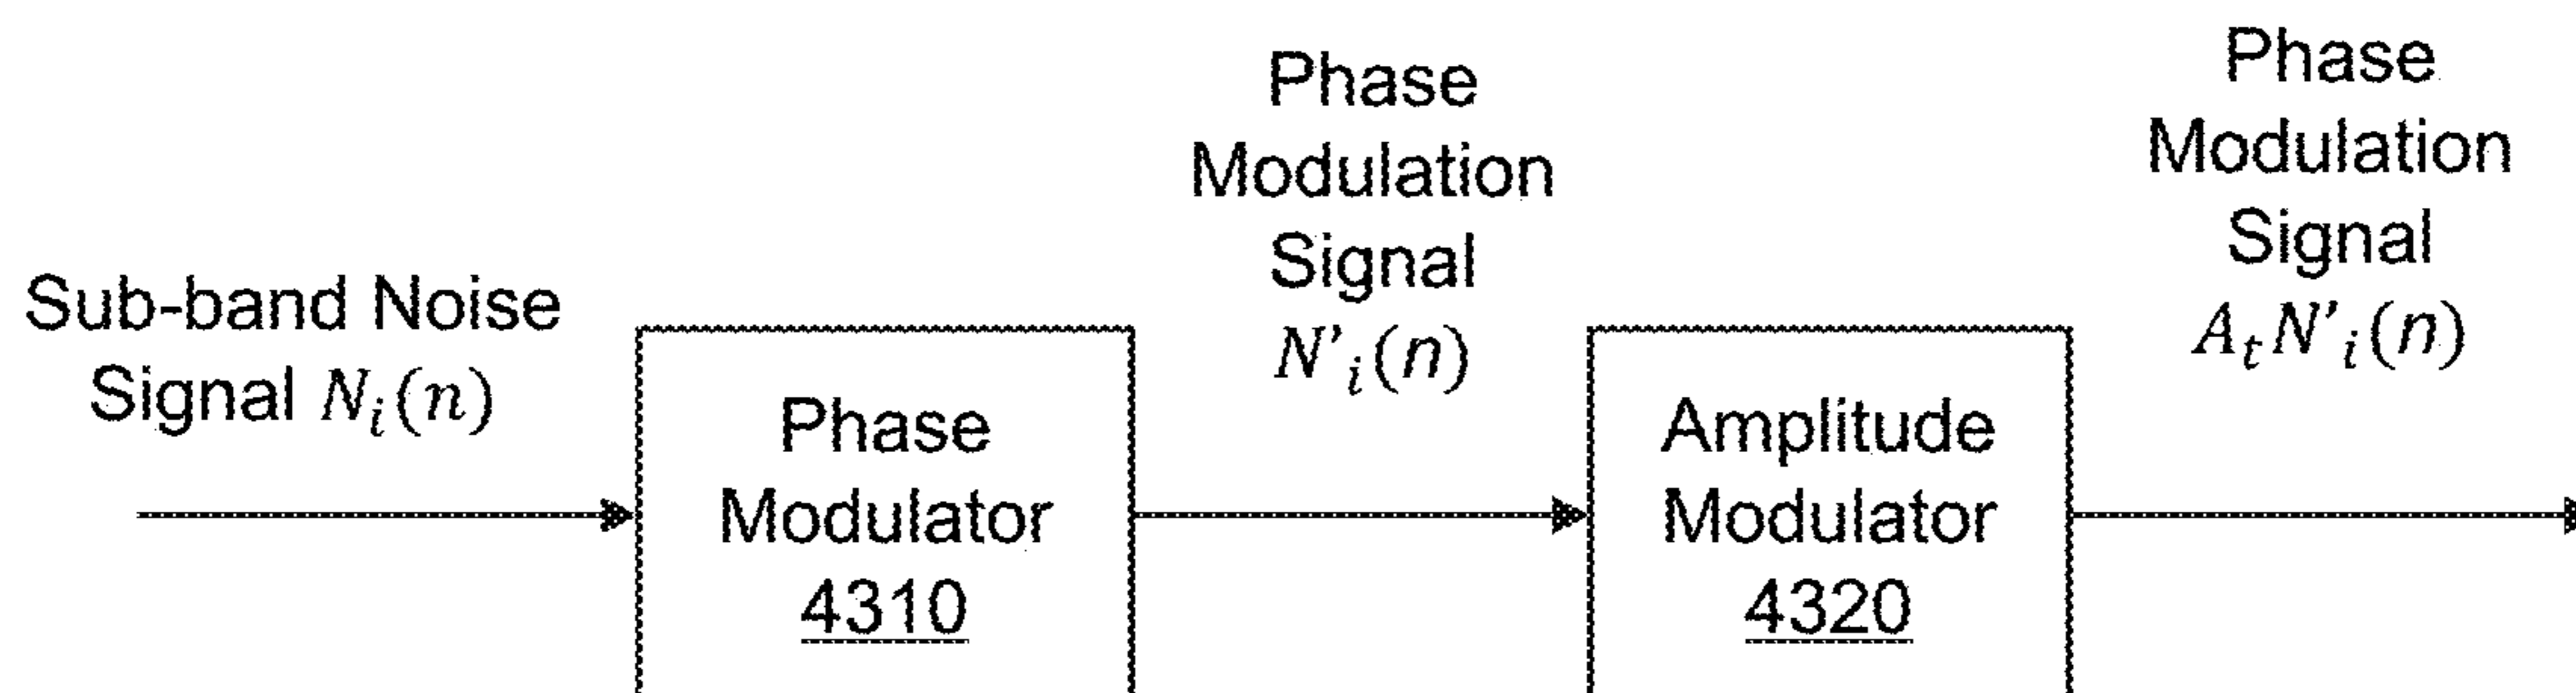 Sub-band Noise
Signal Nᵢ(n)
Phase
Modulator
4310
Phase
Modulation
Signal
N’ᵢ(n)
Amplitude
Modulator
4320
Phase
Modulation
Signal
AₜN’ᵢ(n)